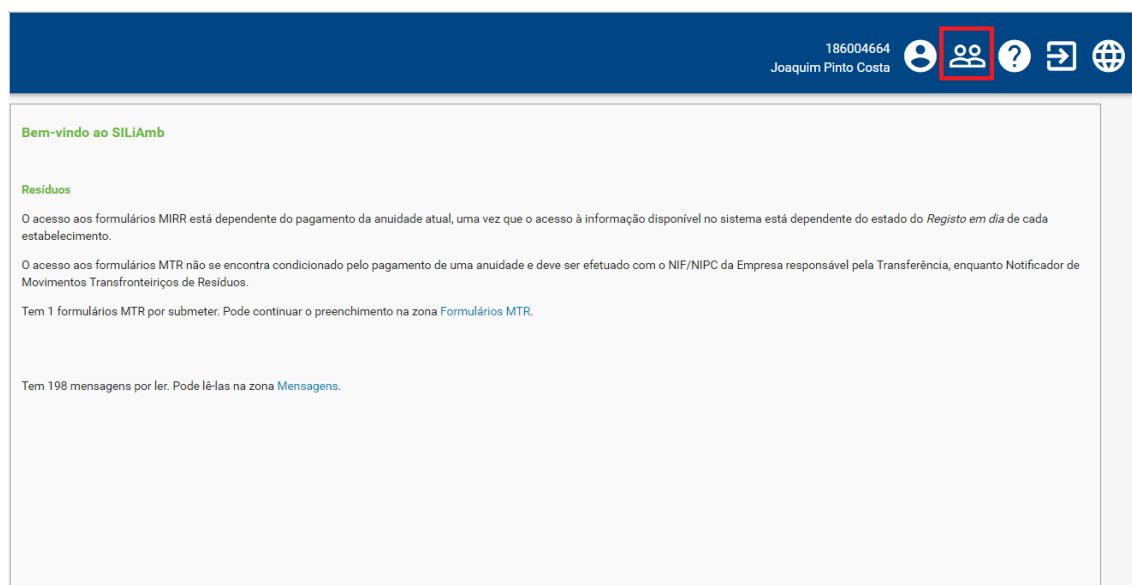 186004664
Joaquim Pinto Costa
Bem-vindo ao SILiAmb
Resíduos
O acesso aos formulários MIRR está dependente do pagamento da anuidade atual, uma vez que o acesso à informação disponível no sistema está dependente do estado do Registo em dia de cada
estabelecimento.
O acesso aos formulários MTR não se encontra condicionado pelo pagamento de uma anuidade e deve ser efetuado com o NIF/NIPC da Empresa responsável pela Transferência, enquanto Notificador de
Movimentos Transfronteiriços de Resíduos.
Tem 1 formulários MTR por submeter. Pode continuar o preenchimento na zona Formulários MTR.
Tem 198 mensagens por ler. Pode lê-las na zona Mensagens.